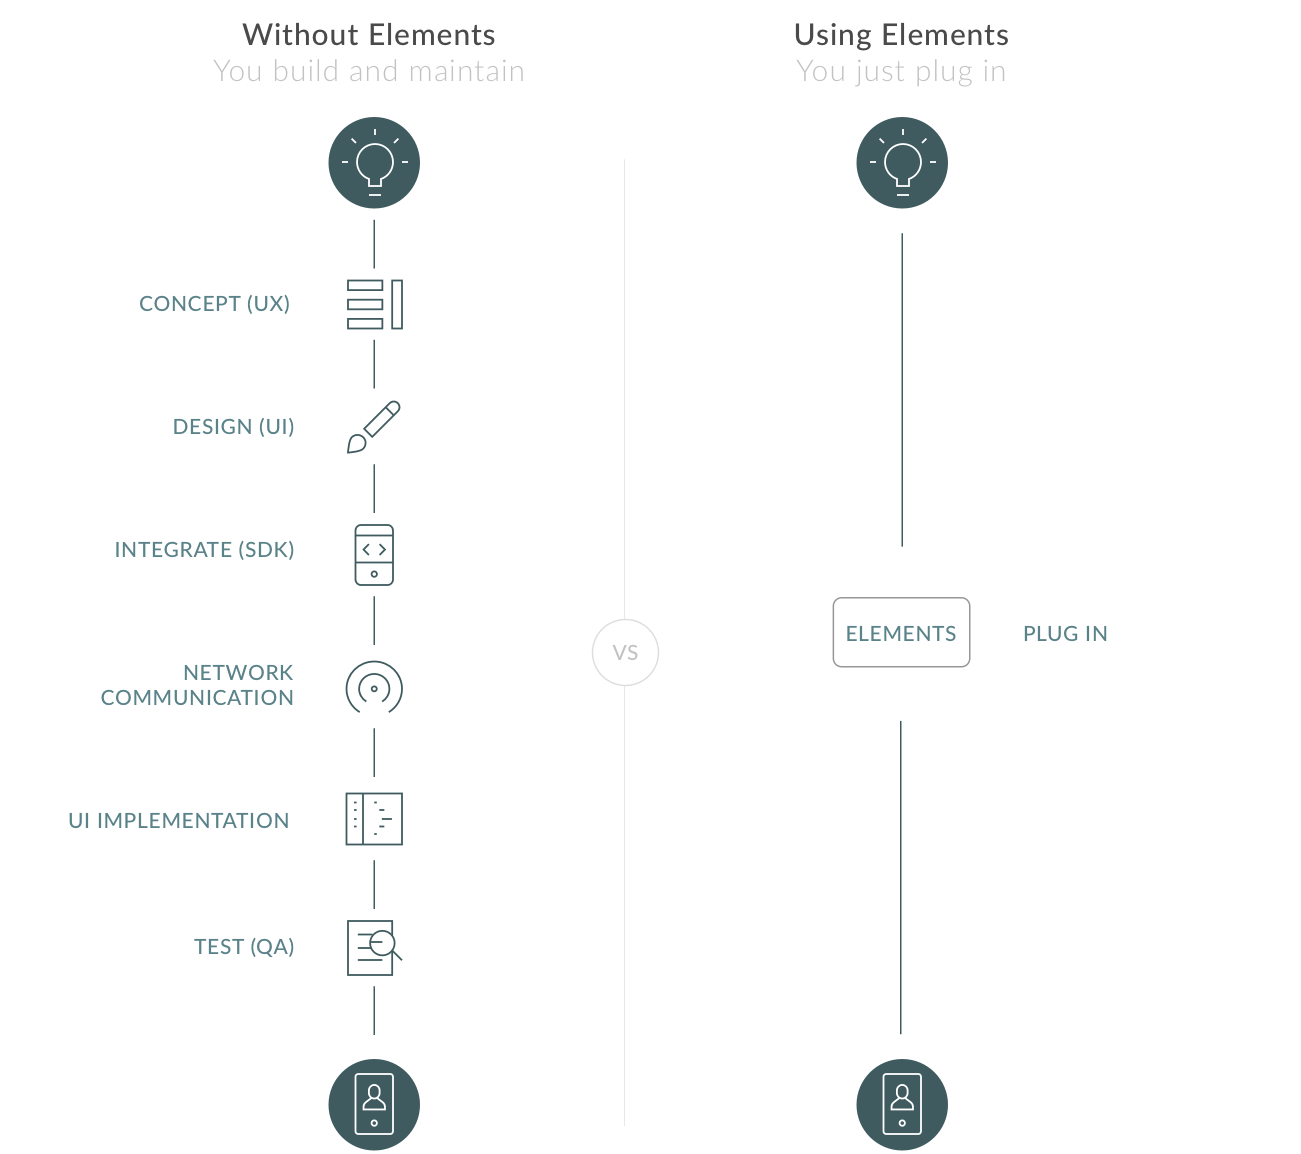 Without Elements
You build and maintain
CONCEPT (UX)
DESIGN (UI)
INTEGRATE (SDK)
NETWORK
COMMUNICATION
UI IMPLEMENTATION
TEST (QA)
VS
Using Elements
You just plug in
ELEMENTS
PLUG IN